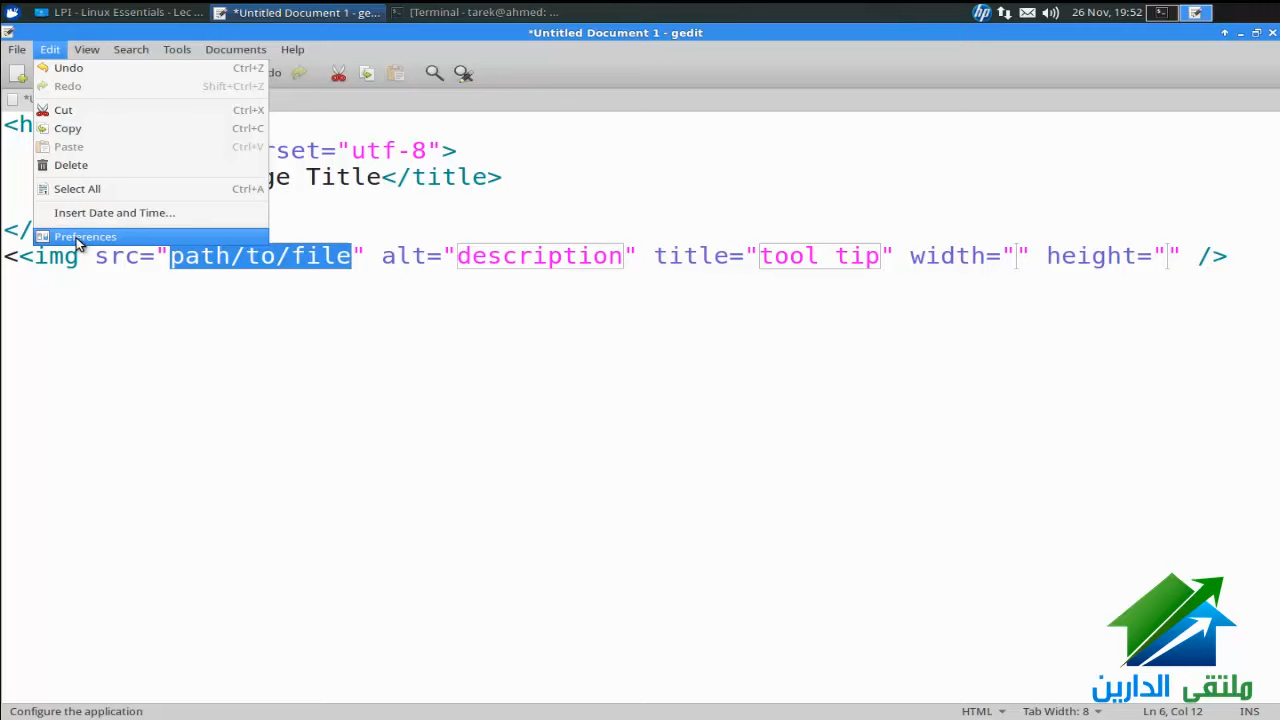 LPI - Linux Essentials - Lec ...
*Untitled Document 1 - ge...
[Terminal - tarek@ahmed: ...
26 Nov, 19:52
*Untitled Document 1 - gedit
File Edit View Search Tools Documents Help
Undo Ctrl+Z
do
Redo Shift+Ctrl+Z
Cut Ctrl+X
Copy Ctrl+C
Paste Ctrl+V
Delete
Select All Ctrl+A
Insert Date and Time...
Preferences
*U
<h
rset="utf-8">
ge Title</title>
</
<<img src="path/to/file" alt="description" title="tool tip" width="" height="" />
ملتقى الدارين
Configure the application
HTML
Tab Width: 8
Ln 6, Col 12
INS